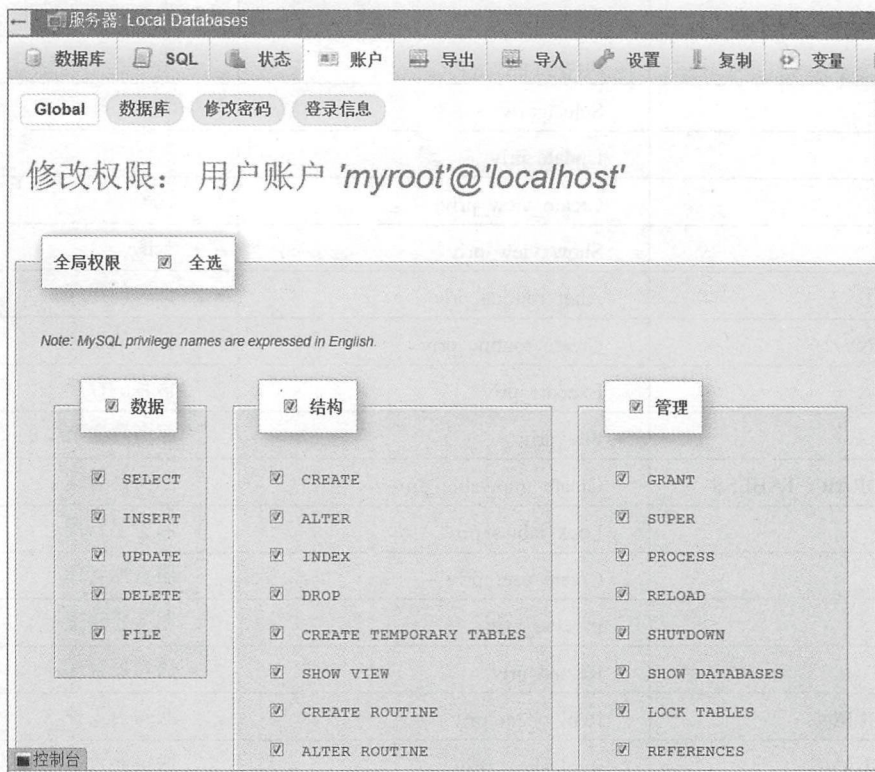 服务器: Local Databases
数据库 SQL 状态 账户 导出 导入 设置 复制 变量
Global 数据库 修改密码 登录信息
修改权限: 用户账户 'myroot'@'localhost'
全局权限 全选
Note: MySQL privilege names are expressed in English.
数据
SELECT
INSERT
UPDATE
DELETE
FILE
结构
CREATE
ALTER
INDEX
DROP
CREATE TEMPORARY TABLES
SHOW VIEW
CREATE ROUTINE
ALTER ROUTINE
管理
GRANT
SUPER
PROCESS
RELOAD
SHUTDOWN
SHOW DATABASES
LOCK TABLES
REFERENCES
控制台